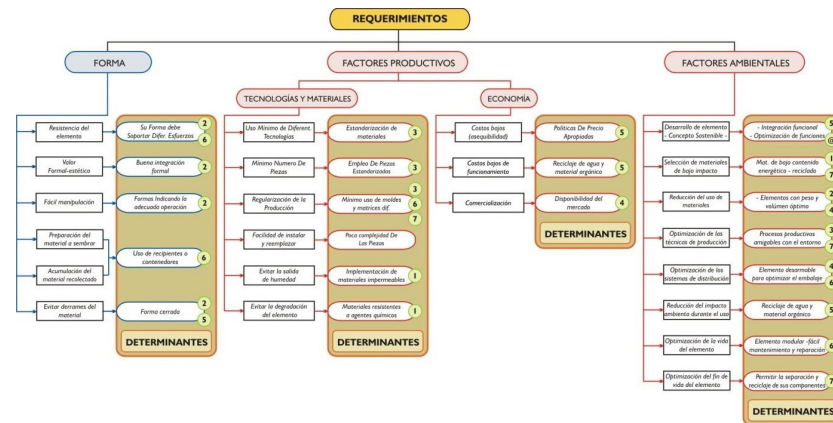 REQUERIMIENTOS
FORMA
FACTORES PRODUCTIVOS
FACTORES AMBIENTALES
TECNOLOGÍAS Y MATERIALES
ECONOMÍA
Resistencia del
elemento
Su Forma debe
Soportar Difer. Esfuerzos
2
6
Valor
Formal-estético
Buena integración
formal
2
Fácil manipulación
Formas Indicando la
adecuada operación
2
Preparación del
material a sembrar
Acumulación del
material recolectado
Uso de recipientes o
contenedores
6
Evitar derrames del
material
Forma cerrada
2
5
DETERMINANTES
Uso Mínimo de Diferent.
Tecnologías
Estandarización de
materiales
3
Mínimo Numero De
Piezas
Empleo De Piezas
Estandarizadas
3
Regularización de la
Producción
Mínimo uso de moldes
y matrices dif.
3
6
7
Facilidad de instalar
y reemplazar
Poca complejidad De
Las Piezas
Evitar la salida
de humedad
Implementación de
materiales impermeables
1
Evitar la degradación
del elemento
Materiales resistentes
a agentes químicos
1
DETERMINANTES
Costos bajos
(asequibilidad)
Políticas De Precio
Apropiadas
5
Costos bajos de
funcionamiento
Reciclaje de agua y
material orgánico
5
Comercialización
Disponibilidad del
mercado
4
DETERMINANTES
Desarrollo de elemento
- Concepto Sostenible -
- Integración funcional
- Optimización de funciones
5
@
Selección de materiales
de bajo impacto
Mat. de bajo contenido
energético - reciclado
1
7
Reducción del uso de
materiales
- Elementos con peso y
volúmen óptimo
Optimización de las
técnicas de producción
Procesos productivos
amigables con el entorno
3
7
Optimización de los
sistemas de distribución
Elemento desarmable
para optimizar el embalaje
4
6
Reducción del impacto
ambienta durante el uso
Reciclaje de agua y
material orgánico
5
Optimización de la vida
del elemento
Elemento modular -fácil
mantenimiento y reparación
6
Optimización del fin de
vida del elemento
Permitir la separación y
reciclaje de sus componentes
7
DETERMINANTES